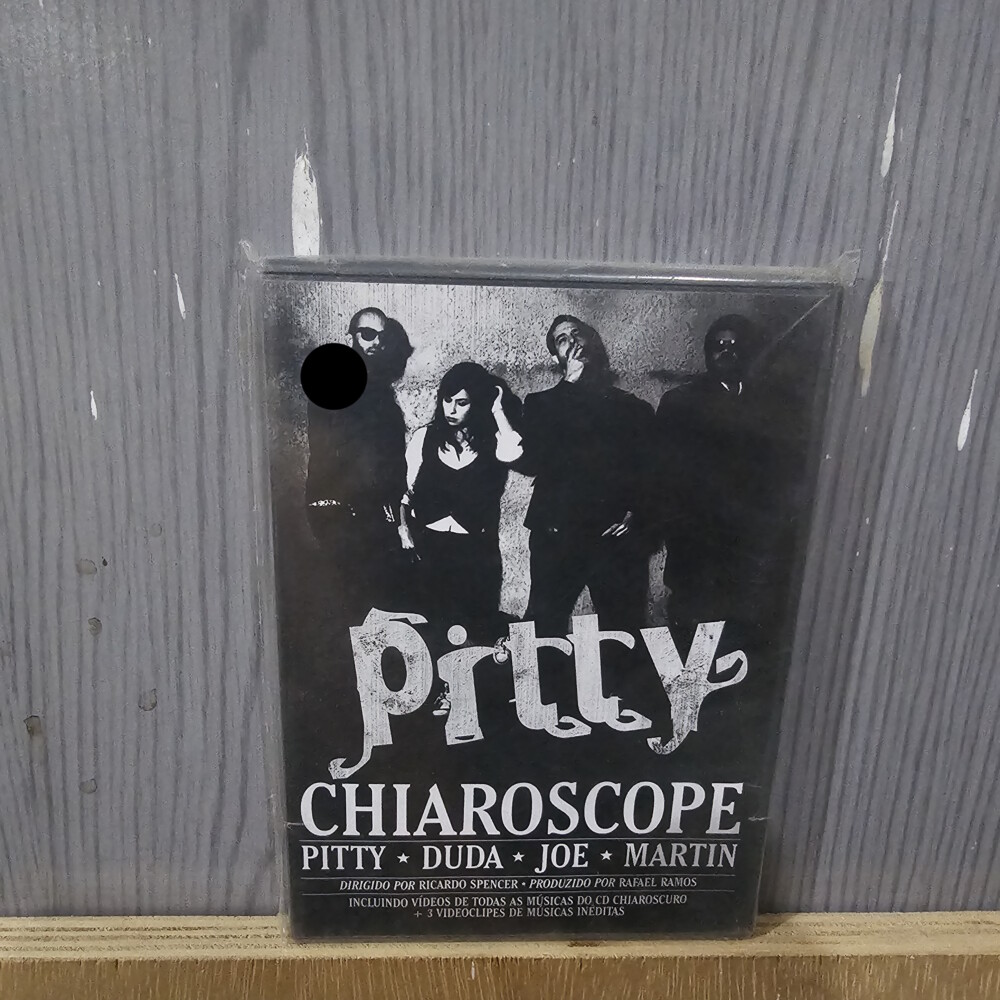 pitty
CHIAROSCOPE
PITTY ★ DUDA ★ JOE ★ MARTIN
DIRIGIDO POR RICARDO SPENCER • PRODUZIDO POR RAFAEL RAMOS
INCLUINDO VÍDEOS DE TODAS AS MÚSICAS DO CD CHIAROSCURO
+ 3 VIDEOCLIPES DE MÚSICAS INÉDITAS